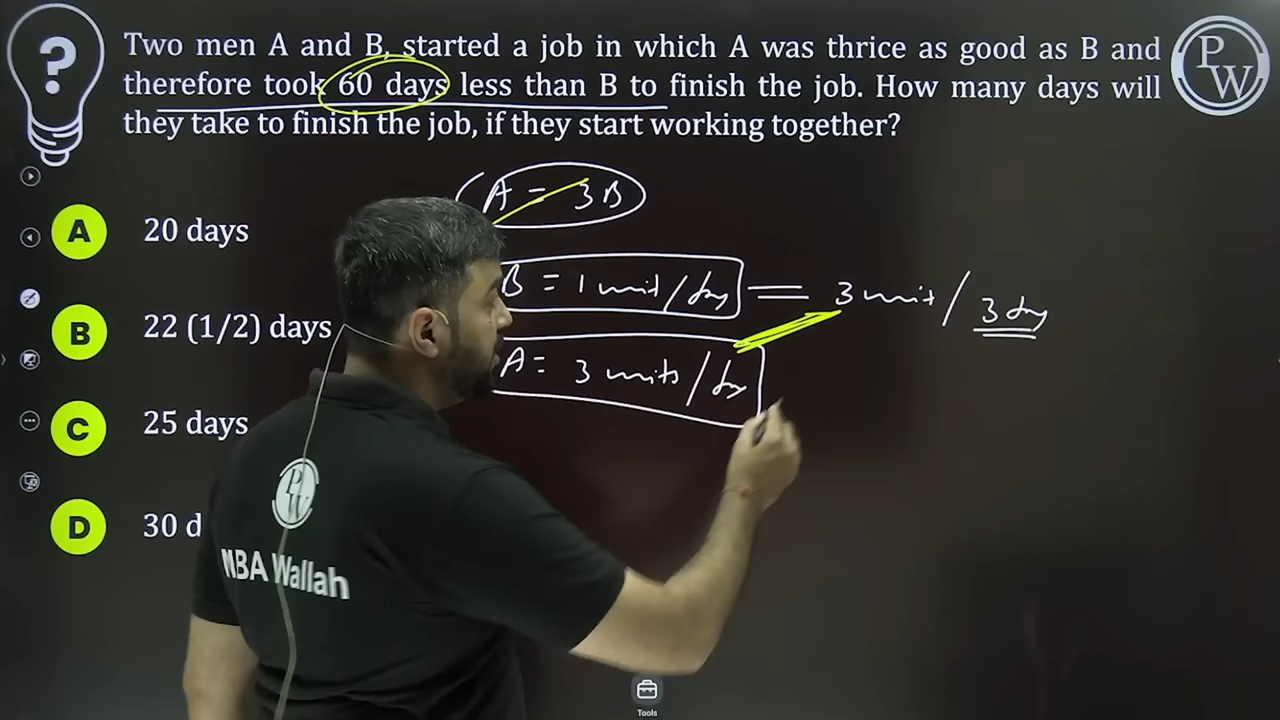 Two men A and B, started a job in which A was thrice as good as B and
therefore took 60 days less than B to finish the job. How many days will
they take to finish the job, if they start working together?
PW
?
A = 3B
A 20 days
B = 1 unit/day = 3 unit / 3 day
B 22 (1/2) days
A = 3 units/day
C 25 days
D 30 d
PW
MBA Wallah
Tools